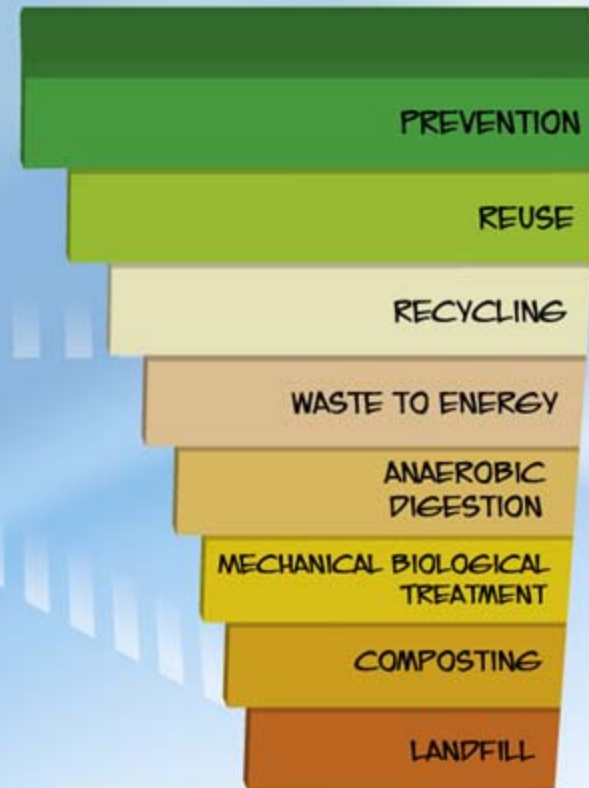 PREVENTION
REUSE
RECYCLING
WASTE TO ENERGY
ANAEROBIC
DIGESTION
MECHANICAL BIOLOGICAL
TREATMENT
COMPOSTING
LANDFILL